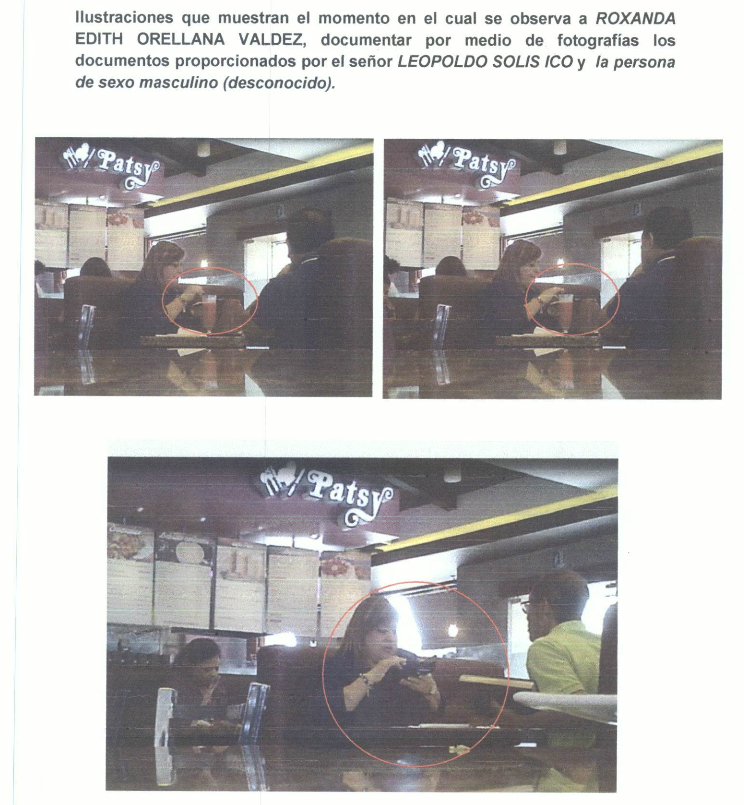 Ilustraciones que muestran el momento en el cual se observa a ROXANDA
EDITH ORELLANA VALDEZ, documentar por medio de fotografías los
documentos proporcionados por el señor LEOPOLDO SOLIS ICO y la persona
de sexo masculino (desconocido).
Patsy
Patsy
Patsy